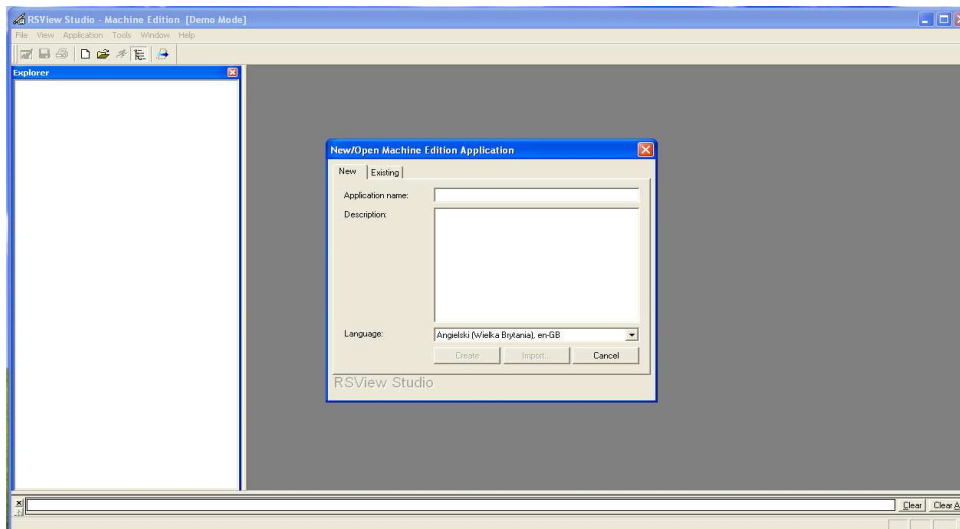 RSView Studio - Machine Edition [Demo Mode]
File View Application Tools Window Help
Explorer
New/Open Machine Edition Application
New Existing
Application name:
Description:
Language: Angielski (Wielka Brytania), en-GB
Create Import... Cancel
RSView Studio
Clear Clear A